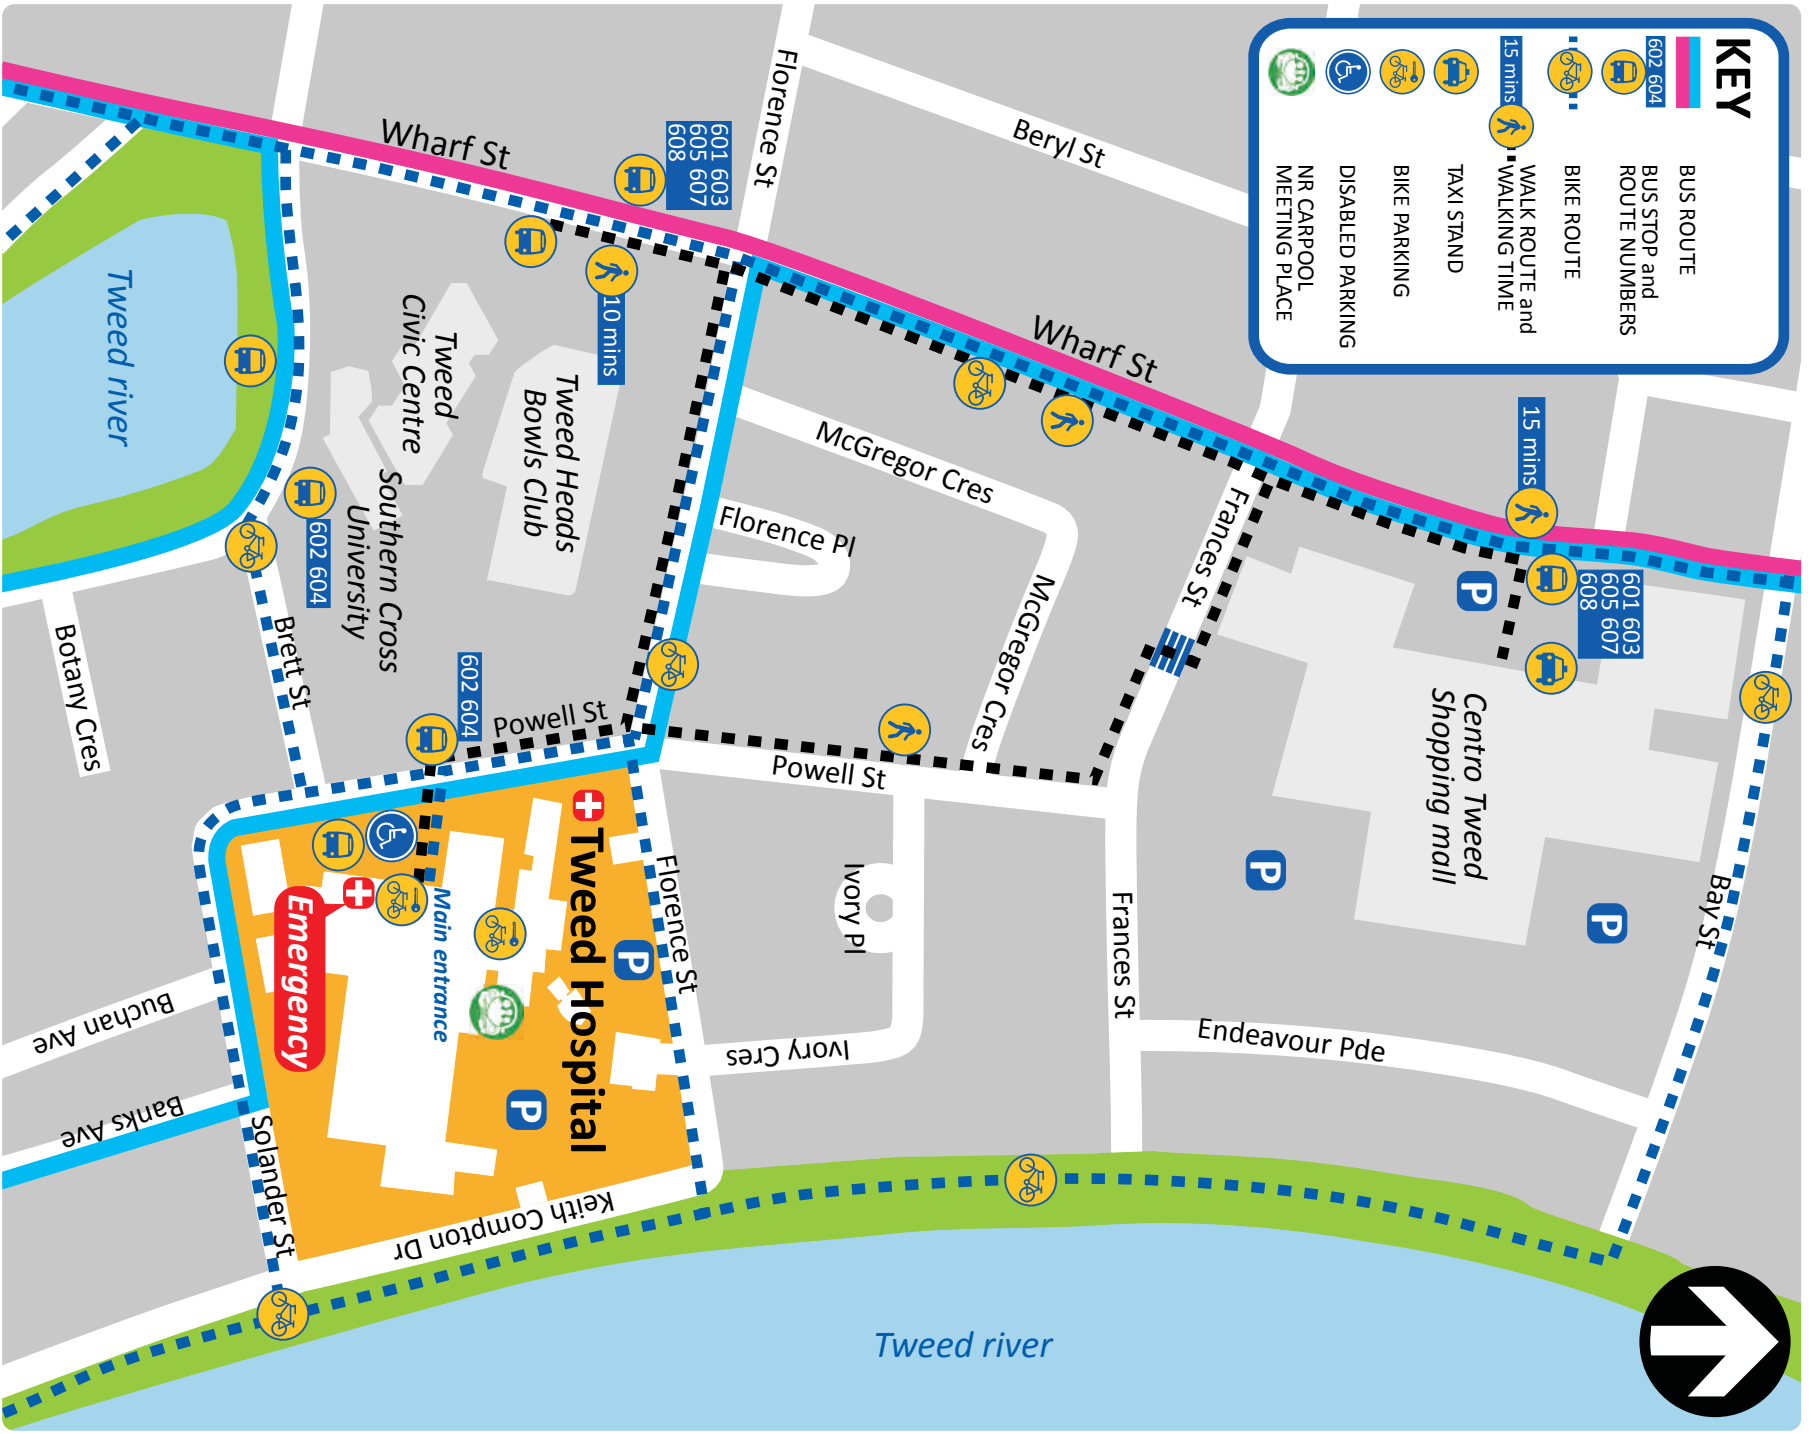 KEY
BUS ROUTE
602 604
BUS STOP and
ROUTE NUMBERS
BIKE ROUTE
15 mins
WALK ROUTE and
WALKING TIME
TAXI STAND
BIKE PARKING
DISABLED PARKING
NR CARPOOL
MEETING PLACE
Wharf St
601 603
605 607
608
Florence St
Beryl St
10 mins
Wharf St
15 mins
601 603
605 607
608
Tweed river
Tweed
Civic Centre
Tweed Heads
Bowls Club
Southern Cross
University
602 604
McGregor Cres
Florence Pl
McGregor Cres
Frances St
P
Centro Tweed
Shopping mall
P
P
Bay St
Botany Cres
Brett St
602 604
Powell St
Powell St
Ivory Pl
Ivory Cres
Frances St
Endeavour Pde
Florence St
Tweed Hospital
P
P
Main entrance
Emergency
Buchan Ave
Banks Ave
Solander St
Keith Compton Dr
Tweed river